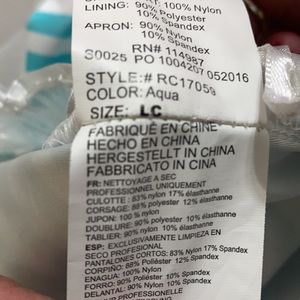 100% Nylon
LINING: 90% Polyester
10% Spandex
APRON: 90% Nylon
10% Spandex
RN# 114987
S0025 PO 1004207 052016
STYLE:# RC17059
COLOR: Aqua
SIZE: LC
FABRIQUÉ EN CHINE
HECHO EN CHINA
HERGESTELLT IN CHINA
FABBRICATO IN CINA
FR: NETTOYAGE A SEC
PROFESSIONNEL UNIQUEMENT
CULOTTE : 83% nylon 17% élasthanne
CORSAGE: 88% polyester 12% élasthanne
JUPON: 100 % nylon
DOUBLURE: 90% polyester 10% élasthanne
TABLIER: 90% nylon 10% élasthanne
ESP: EXCLUSIVAMENTE LIMPIEZA EN
SECO PROFESIONAL
PANTALONES CORTOS: 83% Nylon 17% Spandex
CORPIÑO: 88% Poliéster 12% Spandex
ENAGUA: 100% Nylon
FORRO: 90% Poliéster 10% Spandex
DELANTAL: 90% Nylon 10% Spandex